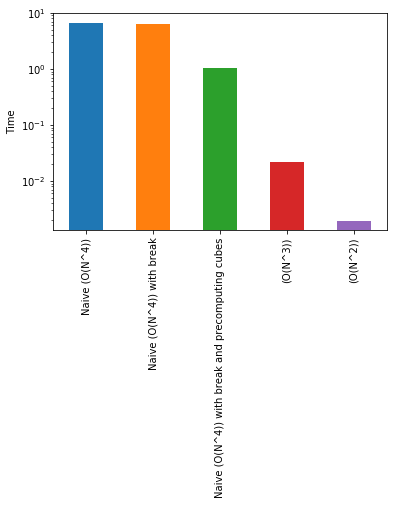 10^1
10^0
10^-1
10^-2
Time
Naive (O(N^4))
Naive (O(N^4)) with break
Naive (O(N^4)) with break and precomputing cubes
(O(N^3))
(O(N^2))